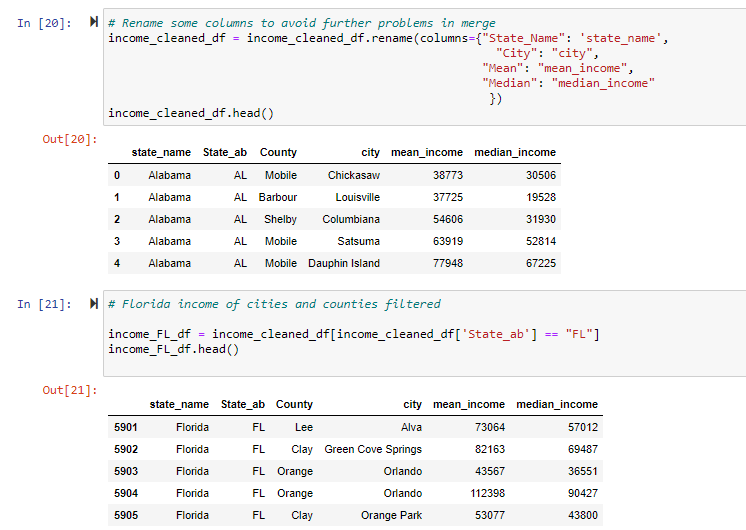 In [20]: # Rename some columns to avoid further problems in merge
income_cleaned_df = income_cleaned_df.rename(columns={"State_Name": 'state_name',
"City": "city",
"Mean": "mean_income",
"Median": "median_income"
})
income_cleaned_df.head()
Out[20]:
state_name State_ab County city mean_income median_income
0 Alabama AL Mobile Chickasaw 38773 30506
1 Alabama AL Barbour Louisville 37725 19528
2 Alabama AL Shelby Columbiana 54606 31930
3 Alabama AL Mobile Satsuma 63919 52814
4 Alabama AL Mobile Dauphin Island 77948 67225
In [21]: # Florida income of cities and counties filtered
income_FL_df = income_cleaned_df[income_cleaned_df['State_ab'] == "FL"]
income_FL_df.head()
Out[21]:
state_name State_ab County city mean_income median_income
5901 Florida FL Lee Alva 73064 57012
5902 Florida FL Clay Green Cove Springs 82163 69487
5903 Florida FL Orange Orlando 43567 36551
5904 Florida FL Orange Orlando 112398 90427
5905 Florida FL Clay Orange Park 53077 43800